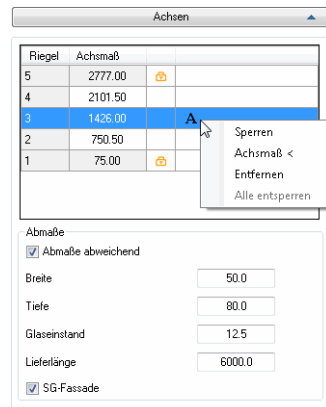 Achsen
Riegel Achsmaß
5 2777.00
4 2101.50
3 1426.00 A
2 750.50
1 75.00
Sperren
Achsmaß <
Entfernen
Alle entsperren
Abmaße
Abmaße abweichend
Breite 50.0
Tiefe 80.0
Glaseinstand 12.5
Lieferlänge 6000.0
SG-Fassade